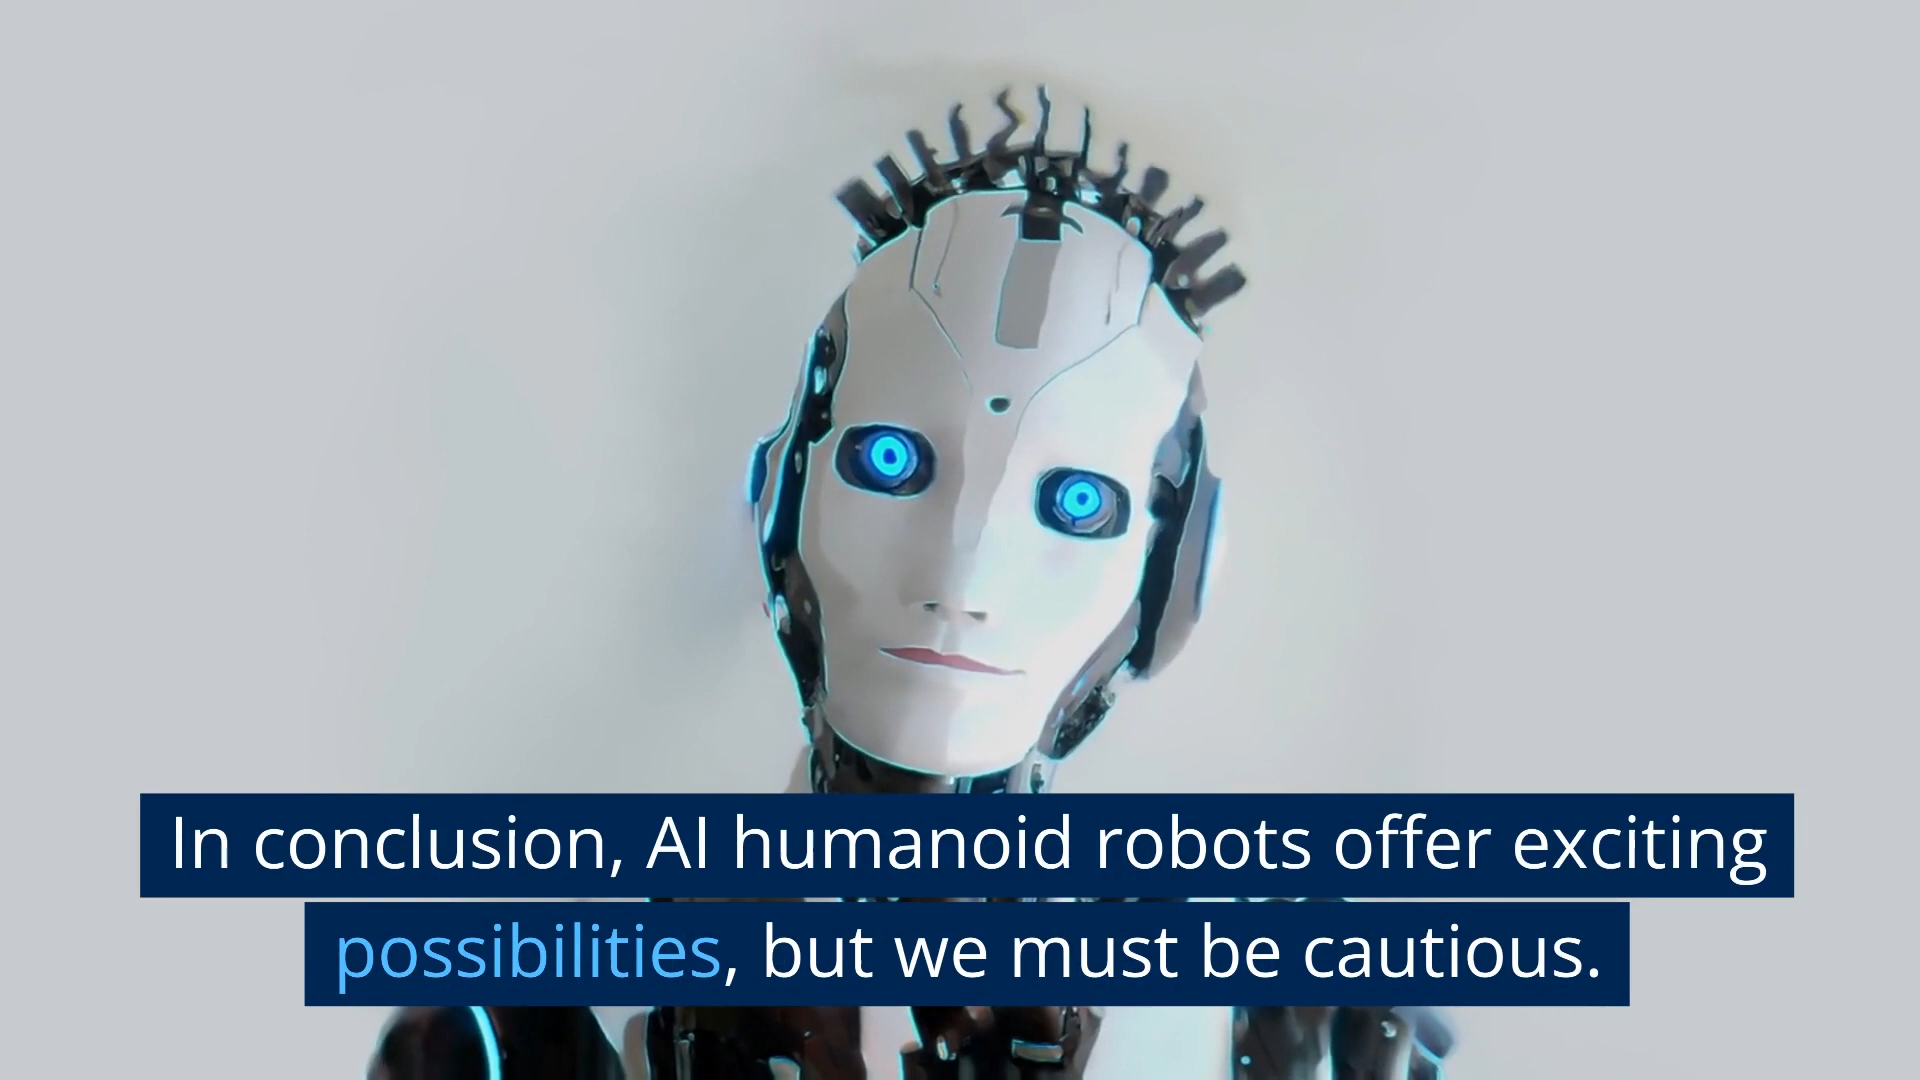 In conclusion, AI humanoid robots offer exciting
possibilities, but we must be cautious.